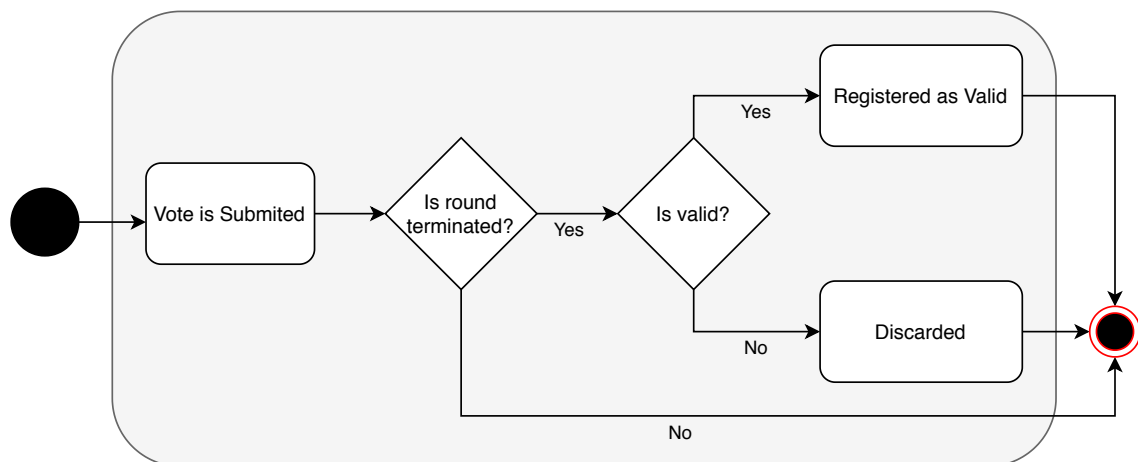 Vote is Submited
Is round
terminated?
Yes
Is valid?
Yes
Registered as Valid
No
Discarded
No